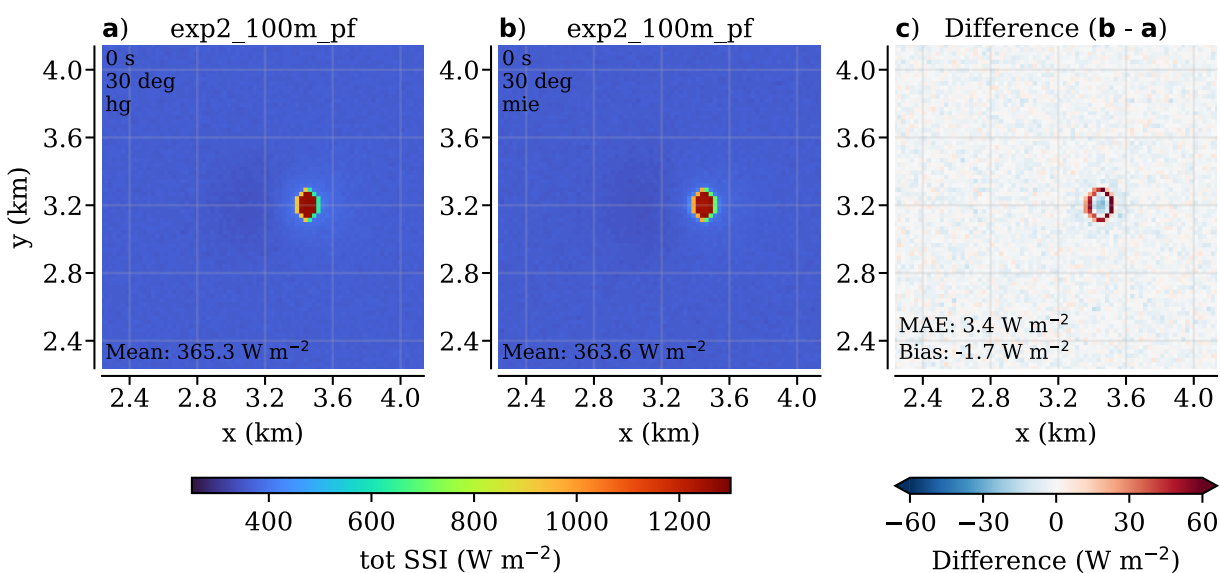 a) exp2_100m_pf
b) exp2_100m_pf
c) Difference (b - a)
0 s
30 deg
hg
0 s
30 deg
mie
Mean: 365.3 W m⁻²
Mean: 363.6 W m⁻²
MAE: 3.4 W m⁻²
Bias: -1.7 W m⁻²
y (km)
4.0
3.6
3.2
2.8
2.4
4.0
3.6
3.2
2.8
2.4
4.0
3.6
3.2
2.8
2.4
2.4 2.8 3.2 3.6 4.0
2.4 2.8 3.2 3.6 4.0
2.4 2.8 3.2 3.6 4.0
x (km)
x (km)
x (km)
400 600 800 1000 1200
tot SSI (W m⁻²)
−60 −30 0 30 60
Difference (W m⁻²)